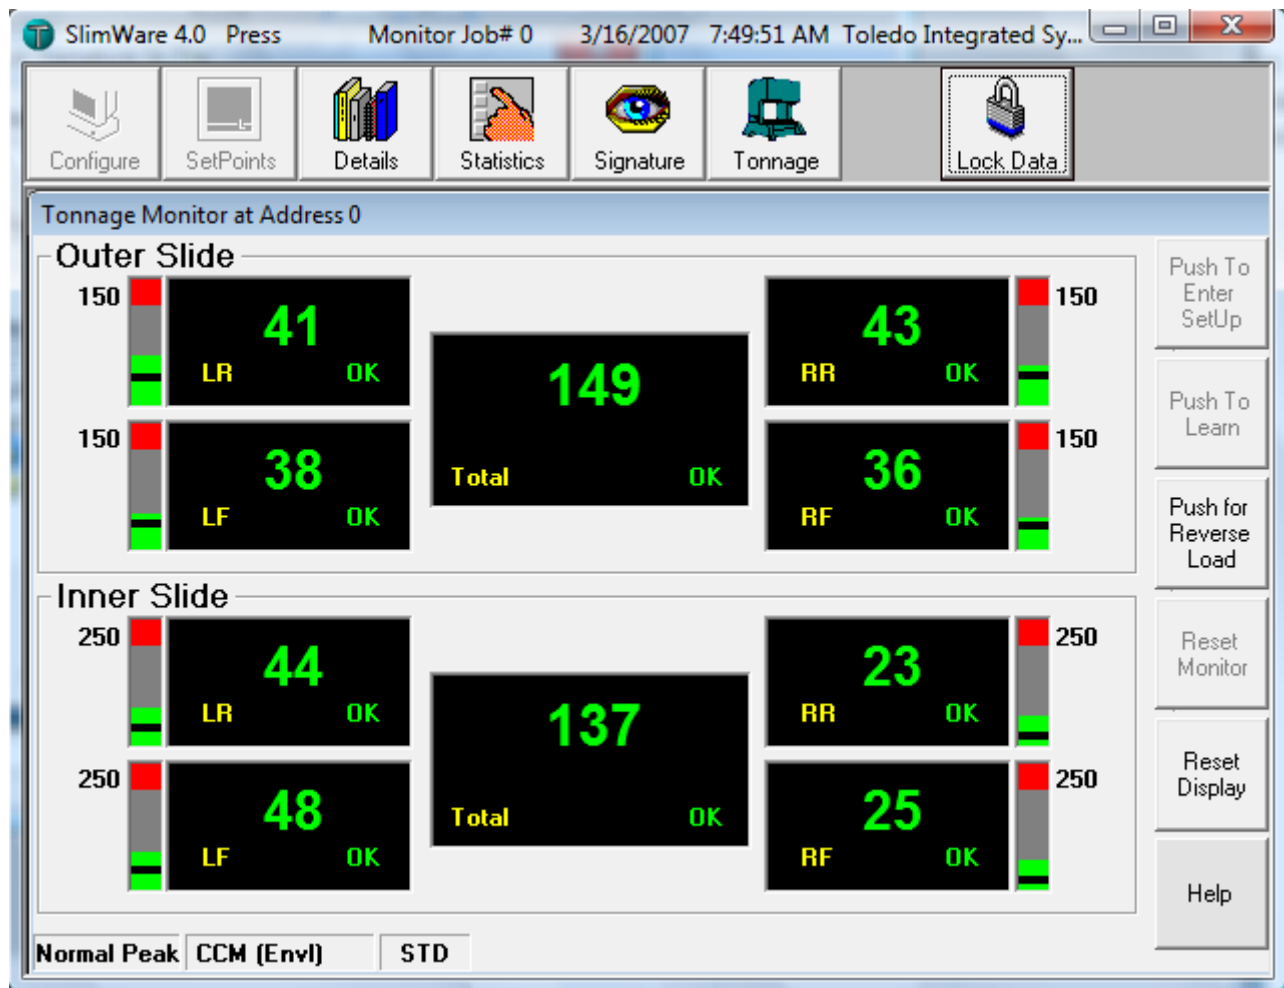 SlimWare 4.0 Press Monitor Job# 0 3/16/2007 7:49:51 AM Toledo Integrated Sy...
Configure SetPoints Details Statistics Signature Tonnage Lock Data
Tonnage Monitor at Address 0
Outer Slide
150 41 LR OK
150 38 LF OK
149 Total OK
43 RR OK 150
36 RF OK 150
Inner Slide
250 44 LR OK
250 48 LF OK
137 Total OK
23 RR OK 250
25 RF OK 250
Push To
Enter
SetUp
Push To
Learn
Push for
Reverse
Load
Reset
Monitor
Reset
Display
Help
Normal Peak CCM (Envl) STD